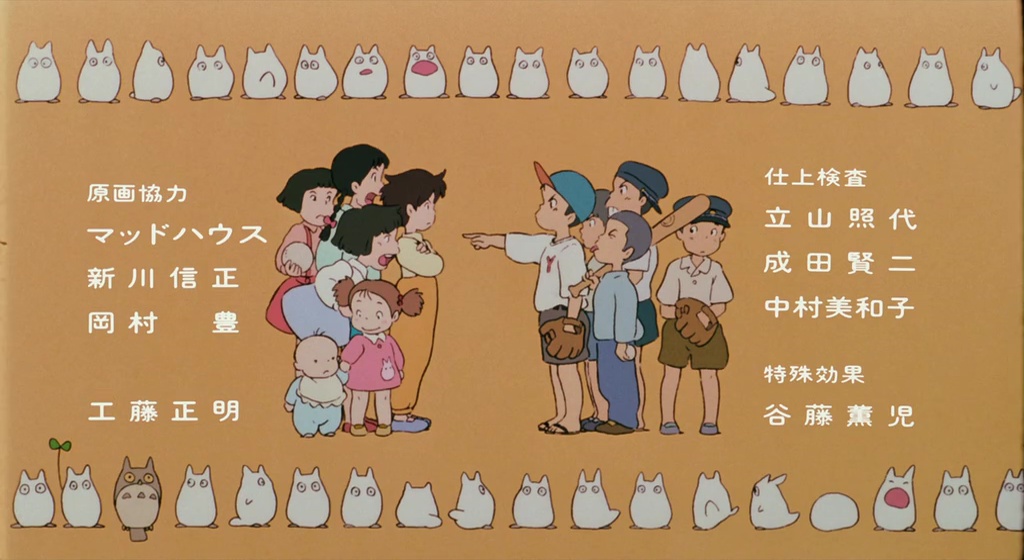 原画協力
マッドハウス
新川信正
岡村 豊
工藤正明
仕上検査
立山照代
成田賢二
中村美和子
特殊効果
谷藤薫児